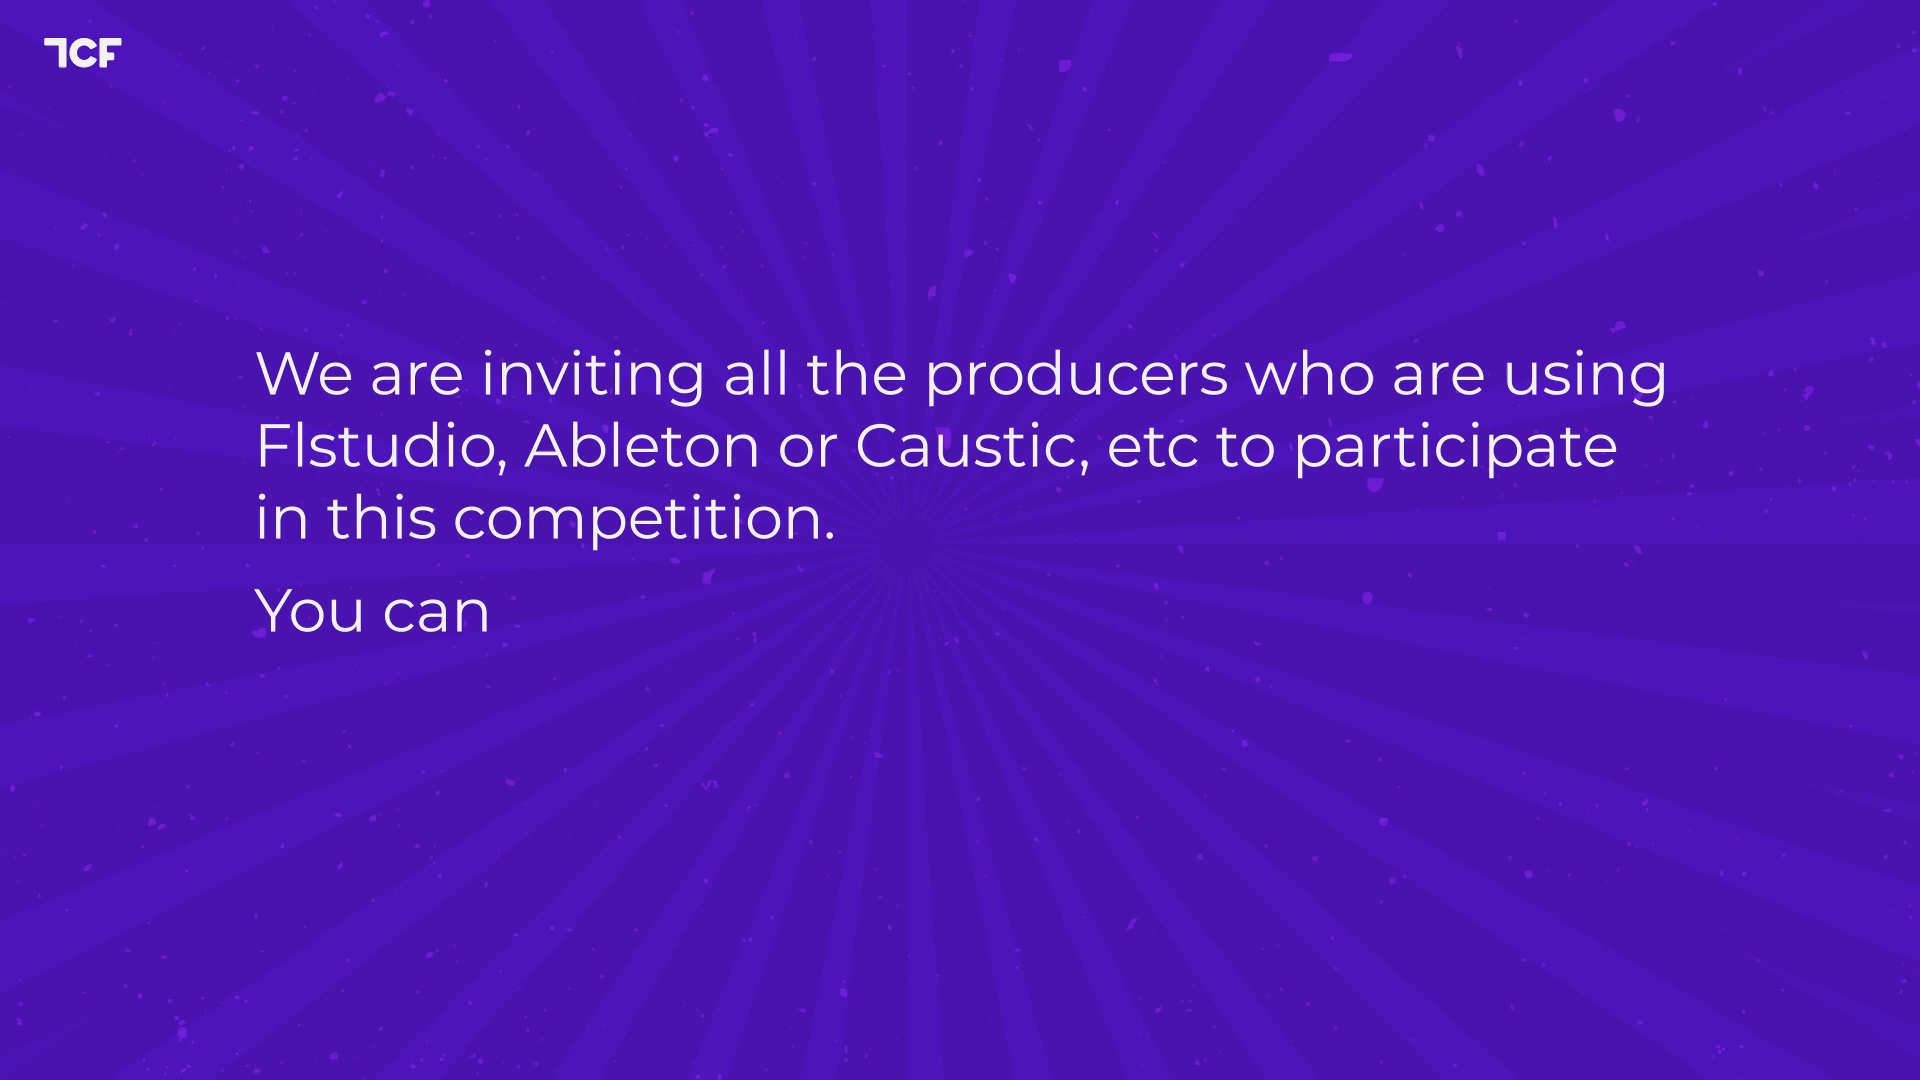 TCF
We are inviting all the producers who are using
Flstudio, Ableton or Caustic, etc to participate
in this competition.
You can